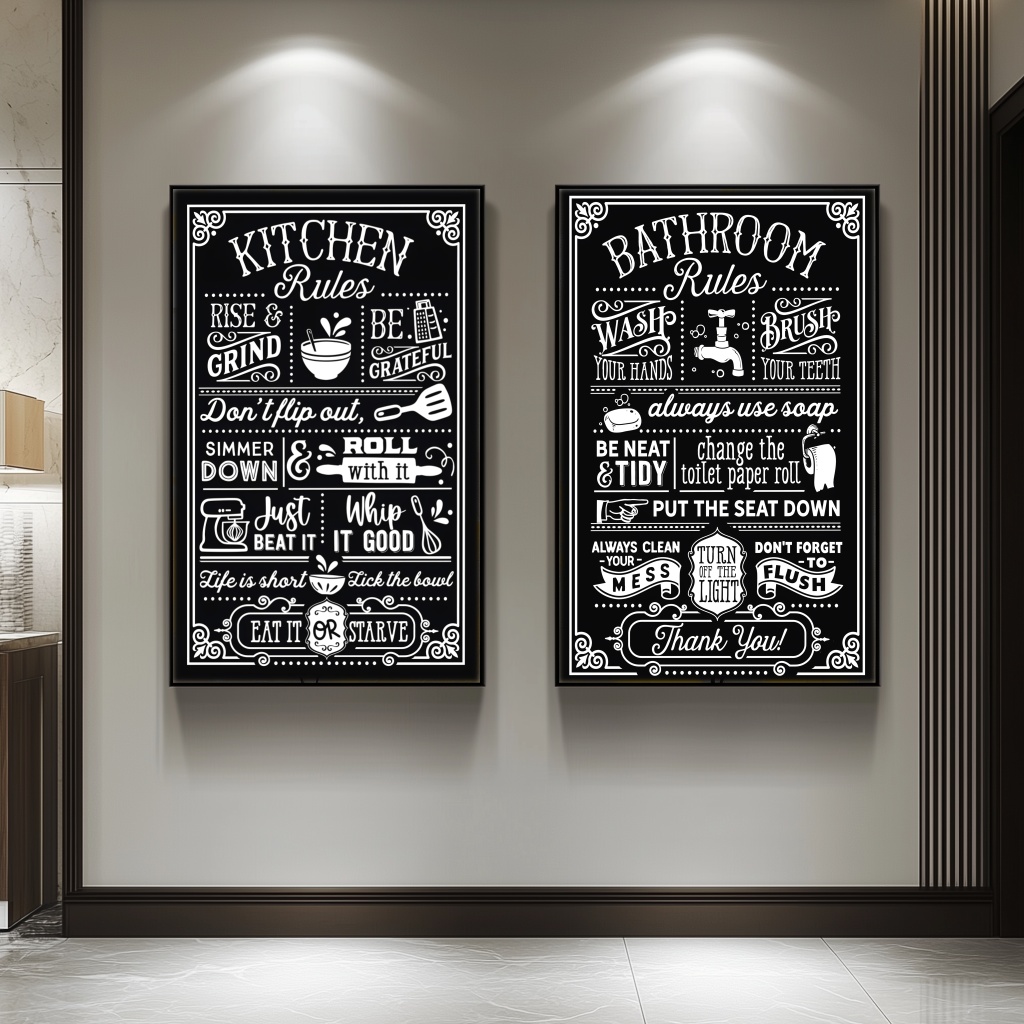 KITCHEN
Rules
RISE &
GRIND
BE
GRATEFUL
Don't flip out,
SIMMER
DOWN
&
ROLL
with it
Just
BEAT IT
Whip
IT GOOD
Life is short
Lick the bowl
EAT IT OR STARVE
BATHROOM
Rules
WASH
YOUR HANDS
BRUSH
YOUR TEETH
always use soap
BE NEAT
& TIDY
change the
toilet paper roll
PUT THE SEAT DOWN
ALWAYS CLEAN
-YOUR-
MESS
TURN
OFF THE
LIGHT
DON'T FORGET
-TO-
FLUSH
Thank You!